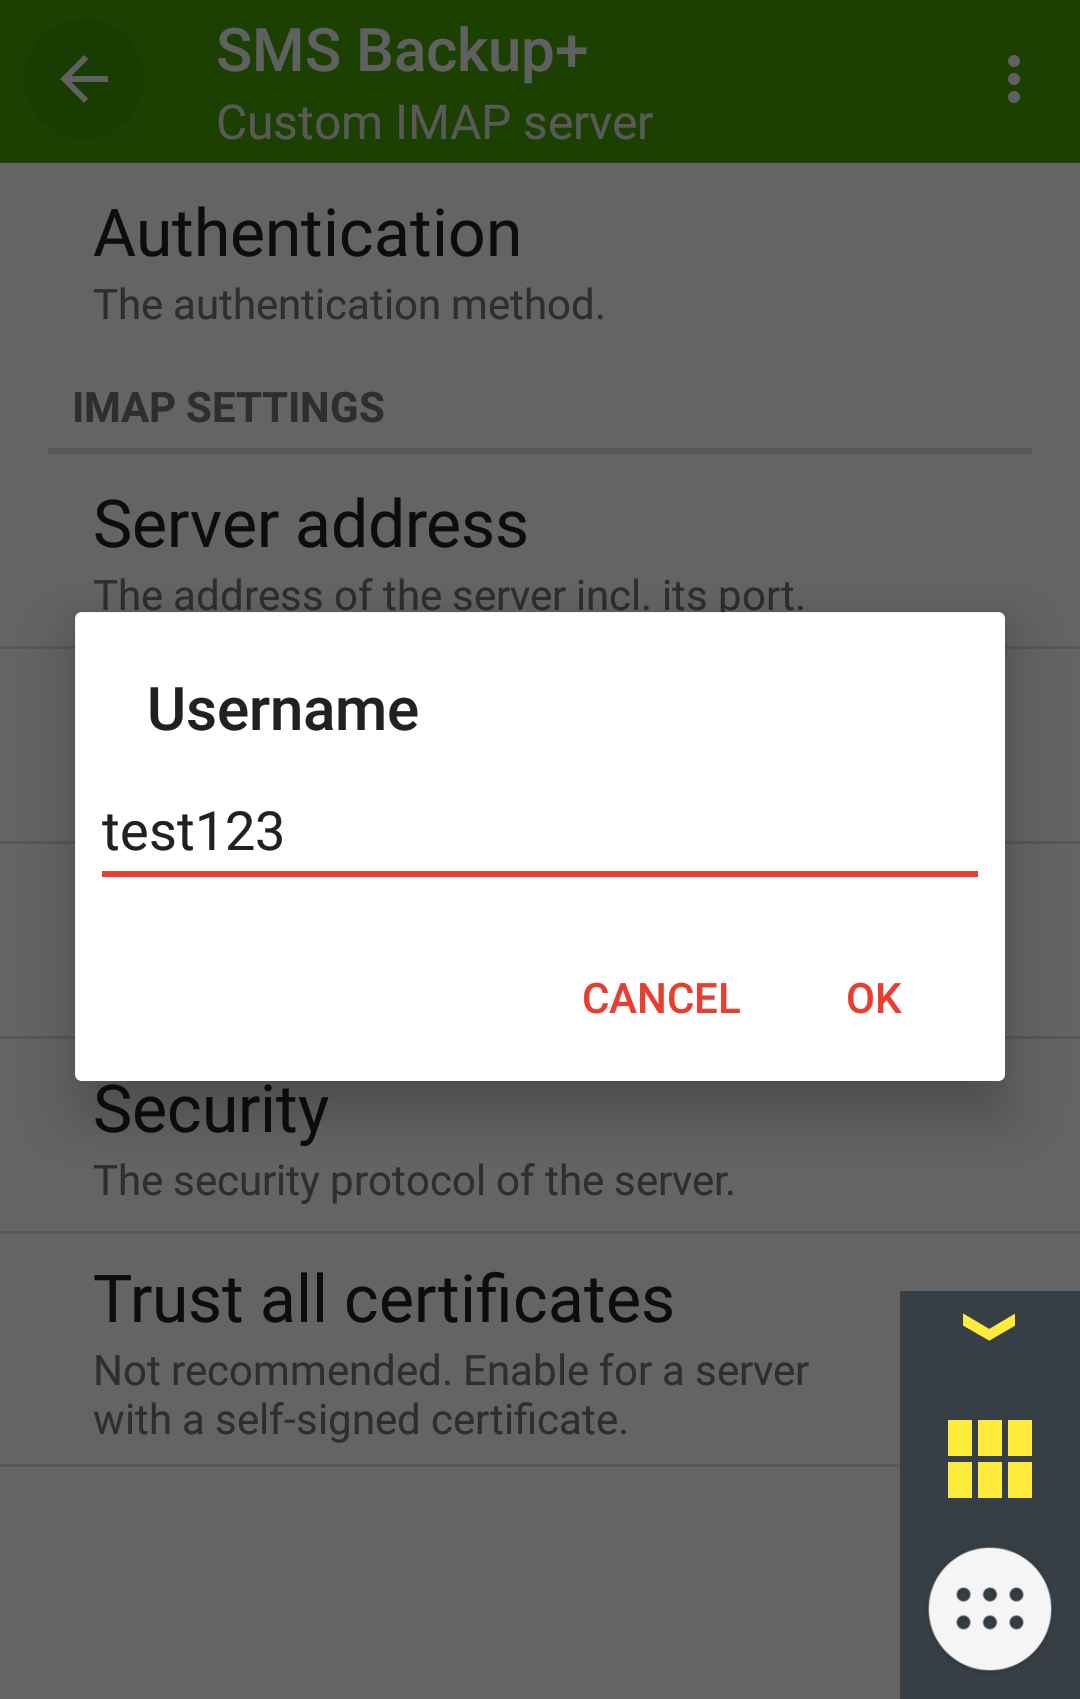 SMS Backup+
Custom IMAP server
Authentication
The authentication method.
IMAP SETTINGS
Server address
The address of the server incl. its port.
Username
test123
CANCEL OK
Security
The security protocol of the server.
Trust all certificates
Not recommended. Enable for a server
with a self-signed certificate.